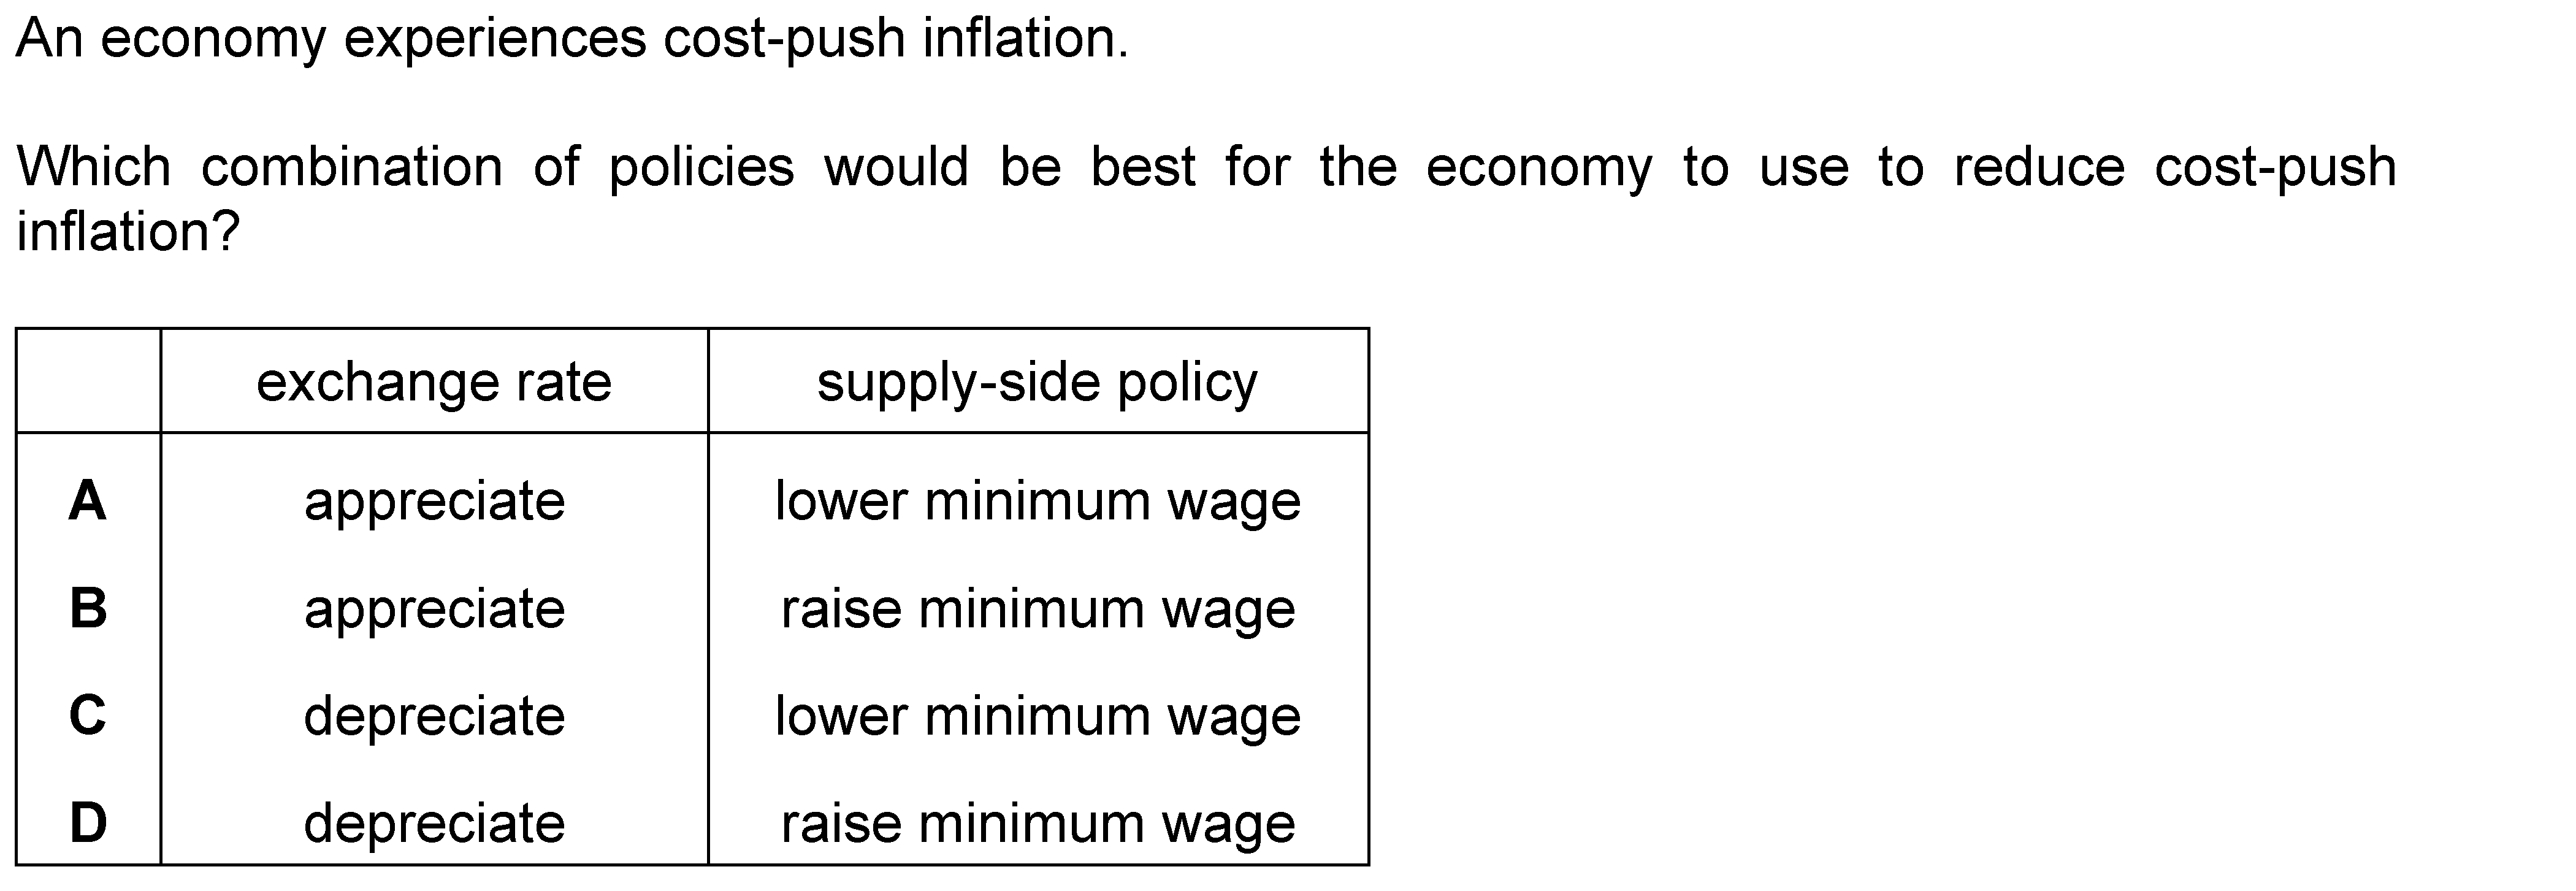 An economy experiences cost-push inflation.
Which combination of policies would be best for the economy to use to reduce cost-push
inflation?
exchange rate supply-side policy
A appreciate lower minimum wage
B appreciate raise minimum wage
C depreciate lower minimum wage
D depreciate raise minimum wage